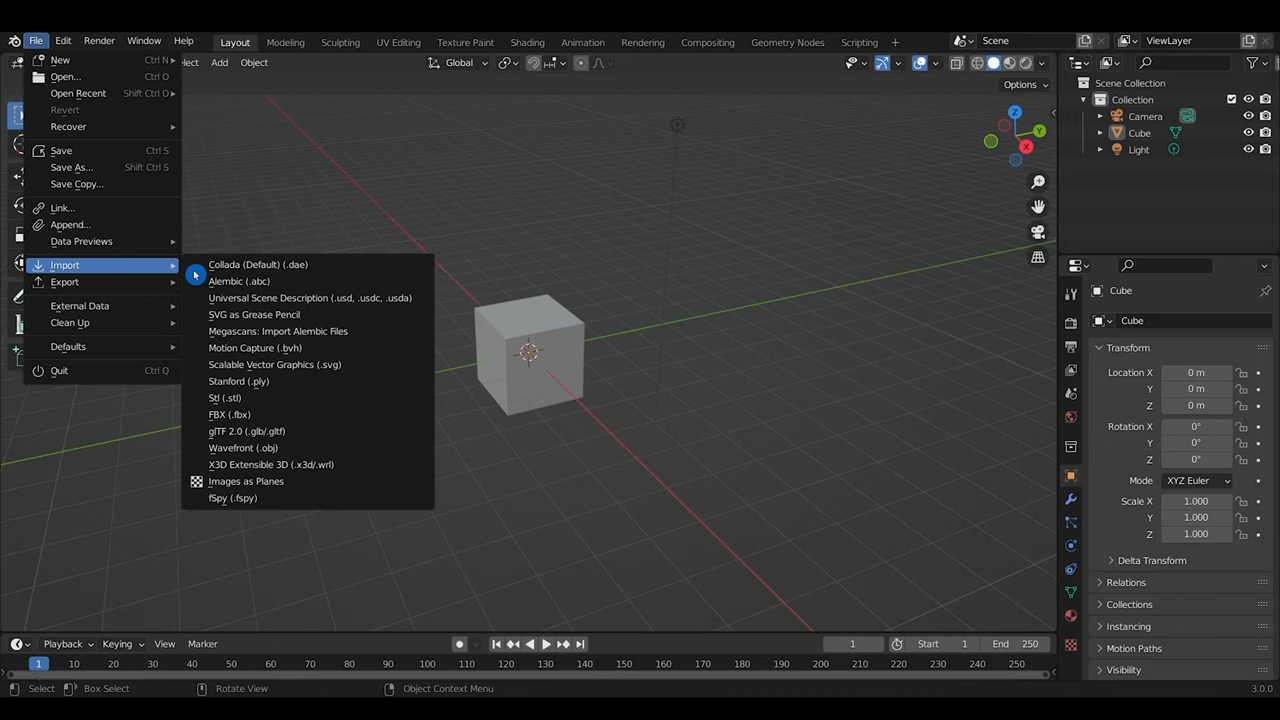 File Edit Render Window Help Layout Modeling Sculpting UV Editing Texture Paint Shading Animation Rendering Compositing Geometry Nodes Scripting + Scene ViewLayer
lect Add Object Global
Options
New Ctrl N
Open... Ctrl O
Open Recent Shift Ctrl O
Revert
Recover
Save Ctrl S
Save As... Shift Ctrl S
Save Copy...
Link...
Append...
Data Previews
Import
Export
External Data
Clean Up
Defaults
Quit Ctrl Q
Collada (Default) (.dae)
Alembic (.abc)
Universal Scene Description (.usd, .usdc, .usda)
SVG as Grease Pencil
Megascans: Import Alembic Files
Motion Capture (.bvh)
Scalable Vector Graphics (.svg)
Stanford (.ply)
Stl (.stl)
FBX (.fbx)
glTF 2.0 (.glb/.gltf)
Wavefront (.obj)
X3D Extensible 3D (.x3d/.wrl)
Images as Planes
fSpy (.fspy)
Z
Y
X
Scene Collection
Collection
Camera
Cube
Light
Cube
Cube
Transform
Location X 0 m
Y 0 m
Z 0 m
Rotation X 0°
Y 0°
Z 0°
Mode XYZ Euler
Scale X 1.000
Y 1.000
Z 1.000
Delta Transform
Relations
Collections
Instancing
Motion Paths
Visibility
Playback Keying View Marker 1 Start 1 End 250
1 10 20 30 40 50 60 70 80 90 100 110 120 130 140 150 160 170 180 190 200 210 220 230 240 250
Select Box Select Rotate View Object Context Menu 3.0.0